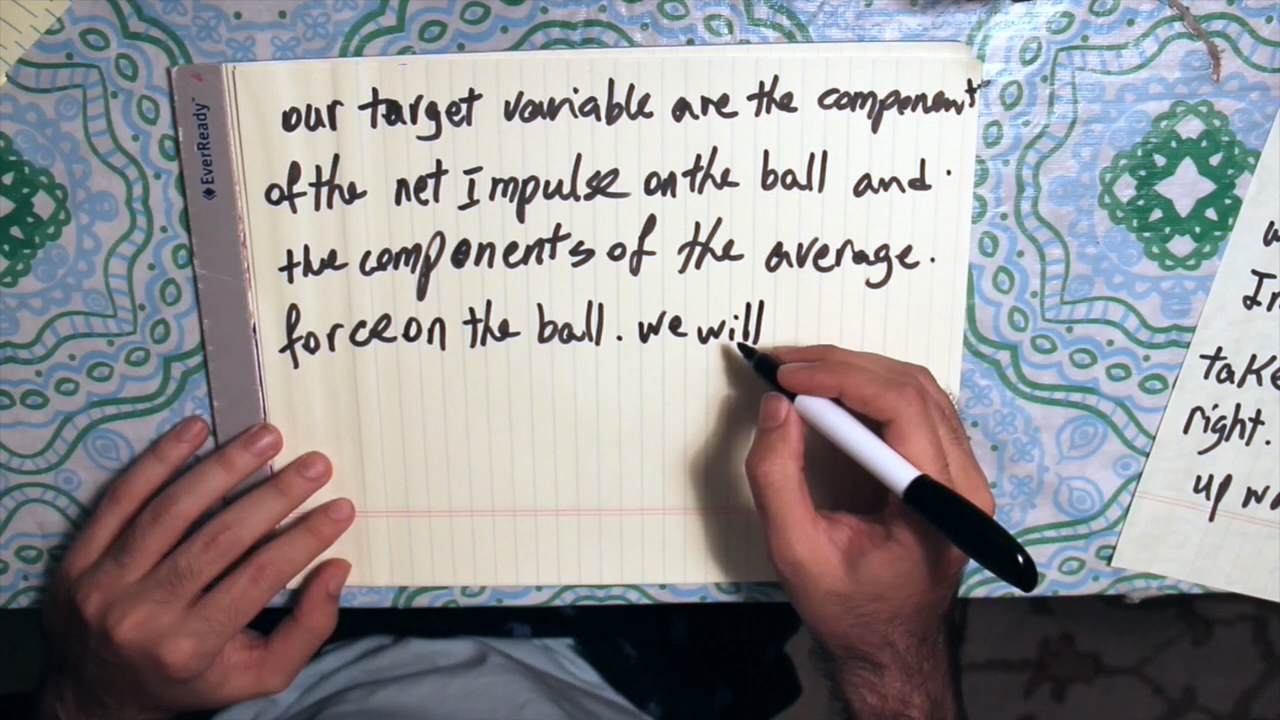 our target variable are the component
of the net Impulse on the ball and.
the components of the average.
force on the ball. we will
EverReady
take
right.
up